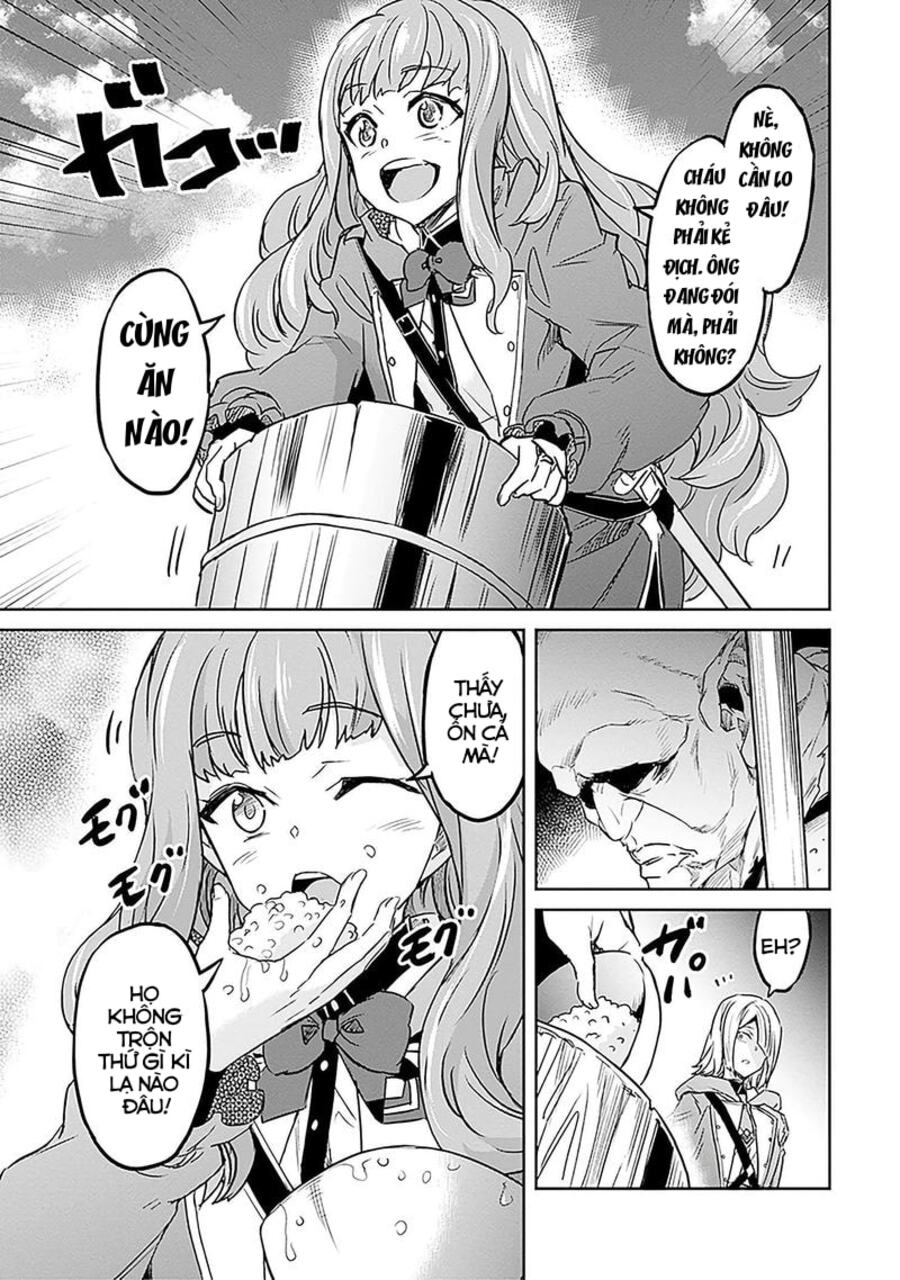 NÈ,
KHÔNG
CẦN LO
ĐÂU!
CHÁU
KHÔNG
PHẢI KẺ
ĐỊCH. ÔNG
ĐANG ĐÓI
MÀ, PHẢI
KHÔNG?
ガコッ
CÙNG
ĂN
NÀO!
EH?
ガッ
THẤY
CHƯA,
ỔN CẢ
MÀ!
モグ
モグ
モグ
HỌ
KHÔNG
TRỘN
THỨ GÌ KÌ
LẠ NÀO
ĐÂU!